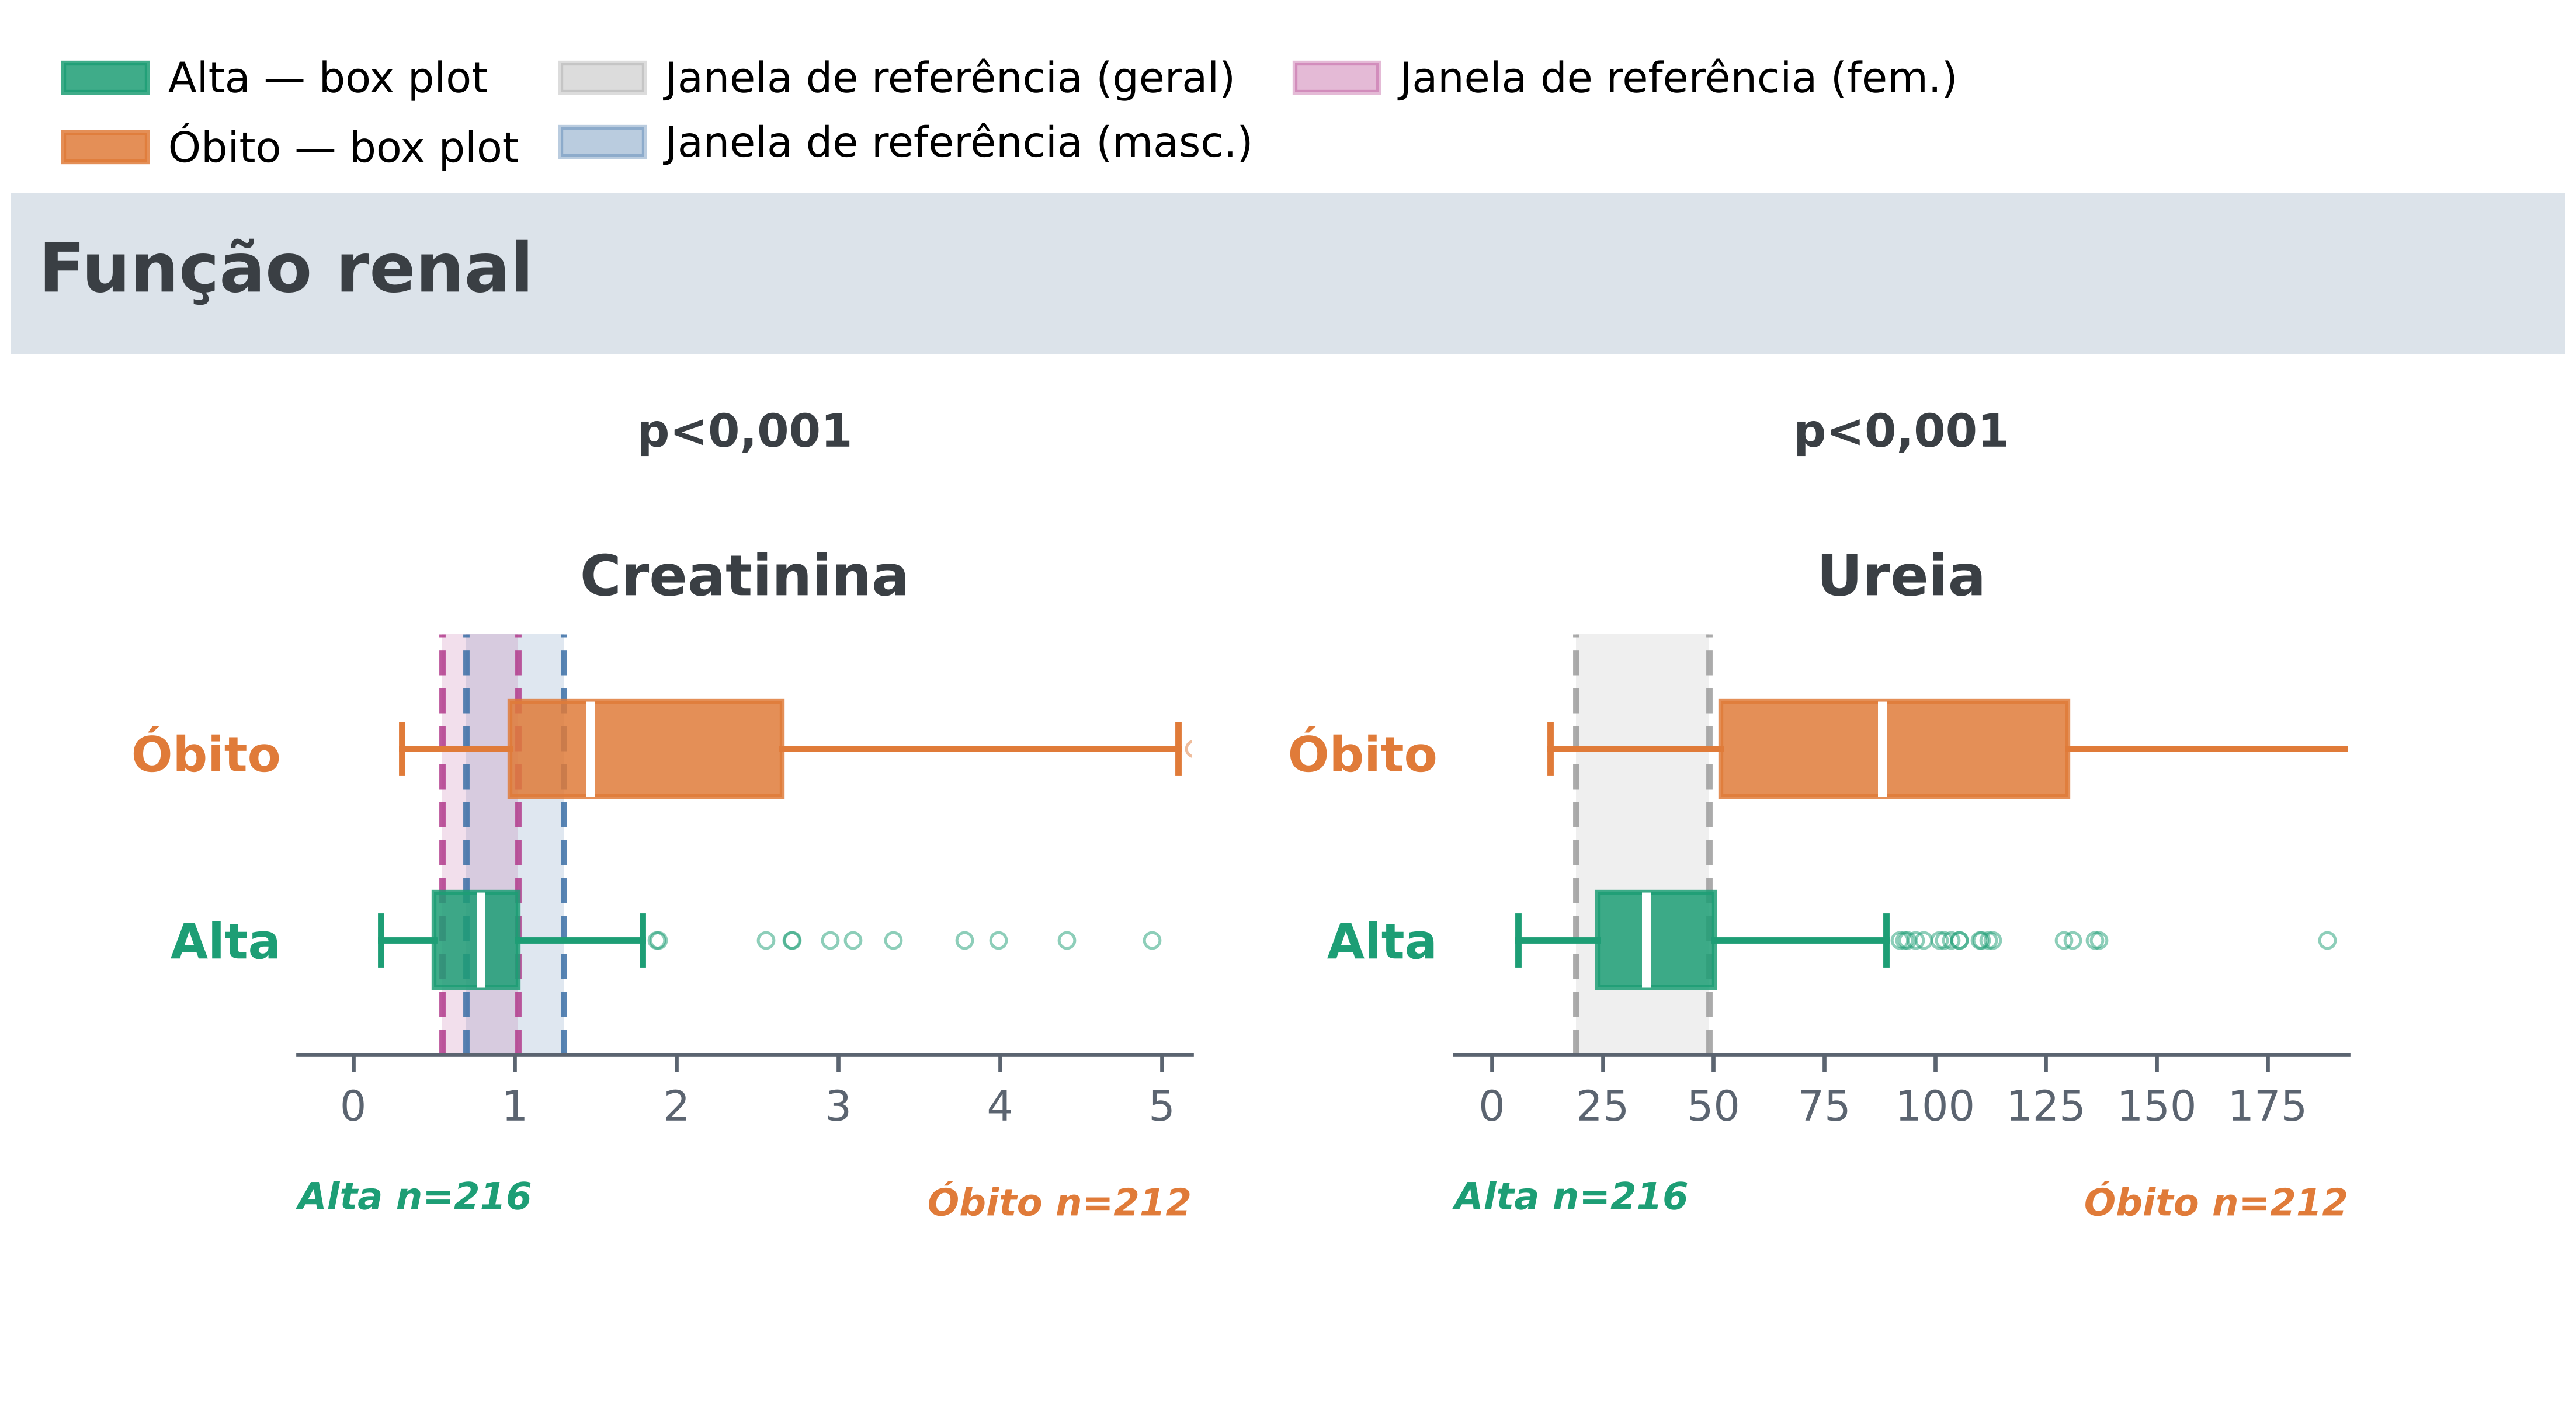 Alta — box plot
Óbito — box plot
Janela de referência (geral)
Janela de referência (masc.)
Janela de referência (fem.)
Função renal
p<0,001
Creatinina
Óbito
Alta
0 1 2 3 4 5
Alta n=216 Óbito n=212
p<0,001
Ureia
Óbito
Alta
0 25 50 75 100 125 150 175
Alta n=216 Óbito n=212